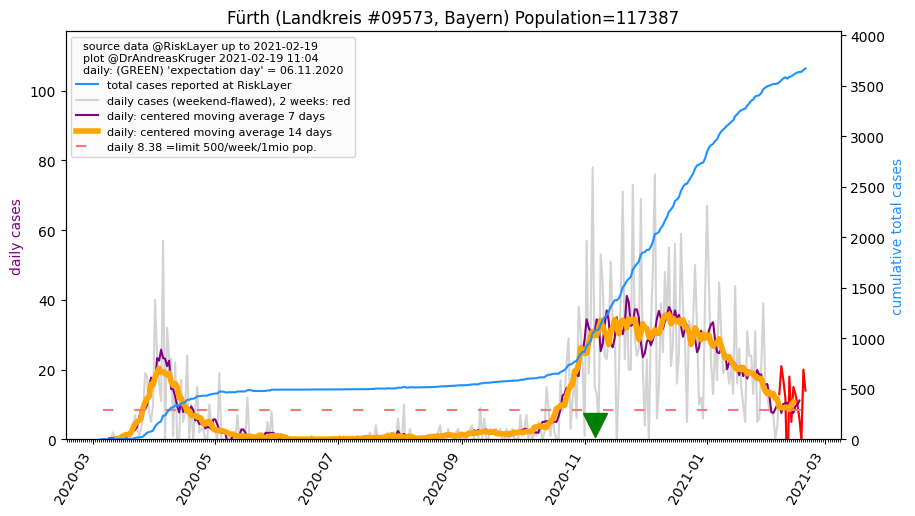 Fürth (Landkreis #09573, Bayern) Population=117387
source data @RiskLayer up to 2021-02-19
plot @DrAndreasKruger 2021-02-19 11:04
daily: (GREEN) 'expectation day' = 06.11.2020
total cases reported at RiskLayer
daily cases (weekend-flawed), 2 weeks: red
daily: centered moving average 7 days
daily: centered moving average 14 days
daily 8.38 =limit 500/week/1mio pop.
daily cases
0
20
40
60
80
100
cumulative total cases
0
500
1000
1500
2000
2500
3000
3500
4000
2020-03
2020-05
2020-07
2020-09
2020-11
2021-01
2021-03